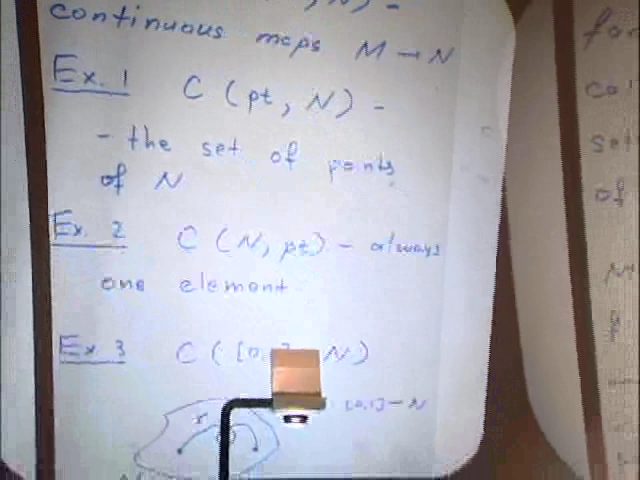 continuous maps M → N
Ex. 1 C (pt, N) -
- the set of points
of N
Ex. 2 C (N, pt) - always
one element
Ex 3 C ([0, N)
[0,1] → N